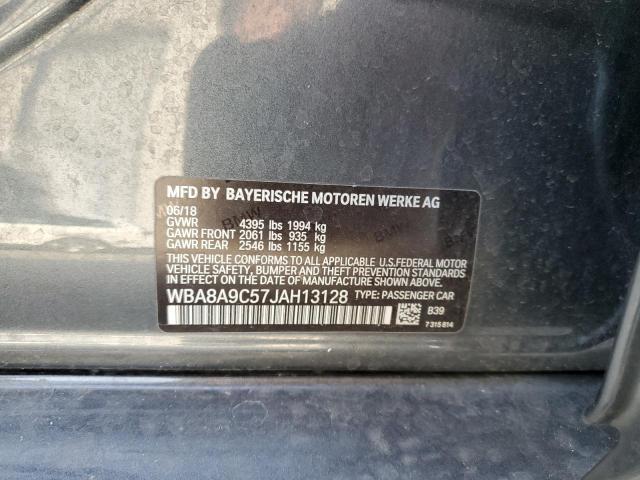 MFD BY BAYERISCHE MOTOREN WERKE AG
06/18
GVWR 4395 lbs 1994 kg
GAWR FRONT 2061 lbs 935 kg
GAWR REAR 2546 lbs 1155 kg
THIS VEHICLE CONFORMS TO ALL APPLICABLE U.S.FEDERAL MOTOR
VEHICLE SAFETY, BUMPER AND THEFT PREVENTION STANDARDS
IN EFFECT ON THE DATE OF MANUFACTURE SHOWN ABOVE.
WBA8A9C57JAH13128 TYPE: PASSENGER CAR
B39
7 315 814